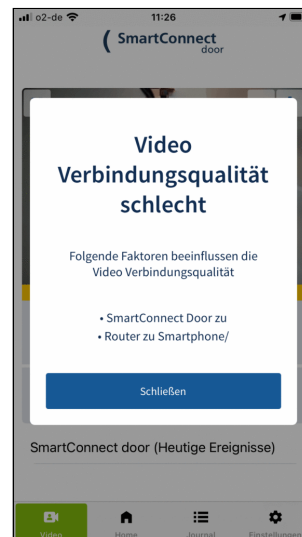 o2-de
11:26
SmartConnect
door
Video
Verbindungsqualität
schlecht
Folgende Faktoren beeinflussen die
Video Verbindungsqualität
• SmartConnect Door zu
• Router zu Smartphone/
Schließen
SmartConnect door (Heutige Ereignisse)
Video
Home
Journal
Einstellungen